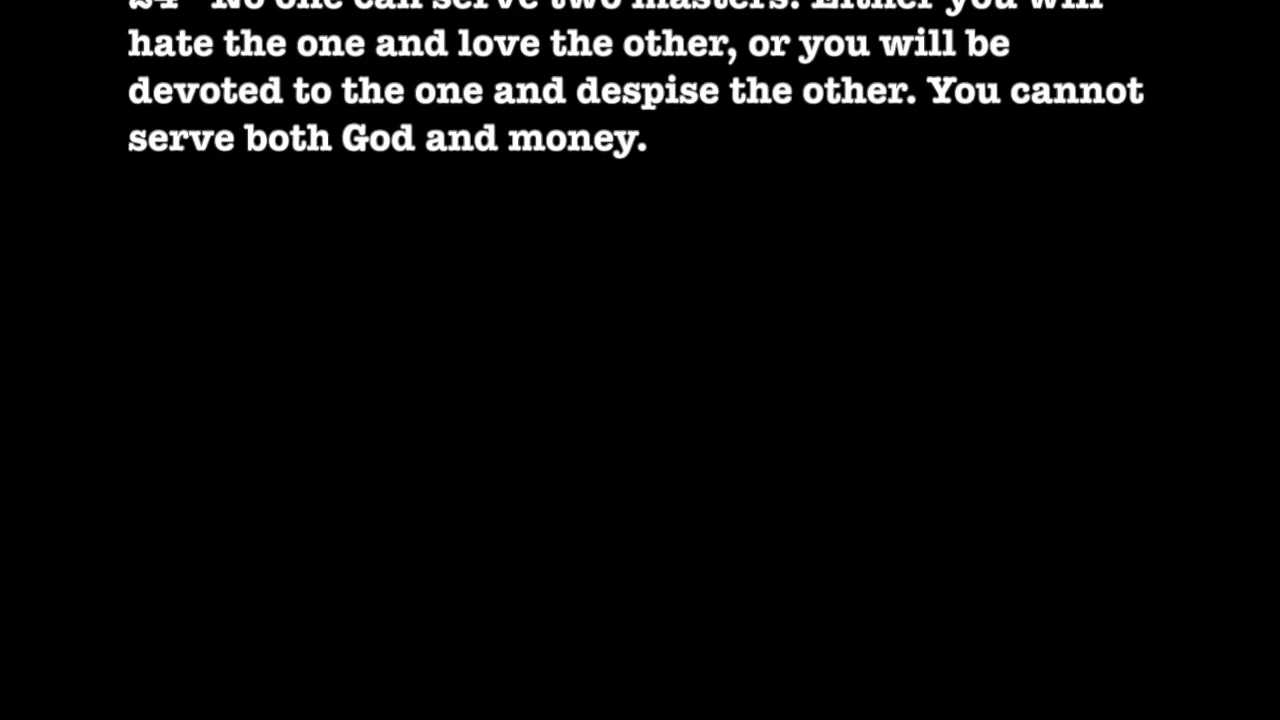 24 “No one can serve two masters. Either you will
hate the one and love the other, or you will be
devoted to the one and despise the other. You cannot
serve both God and money.